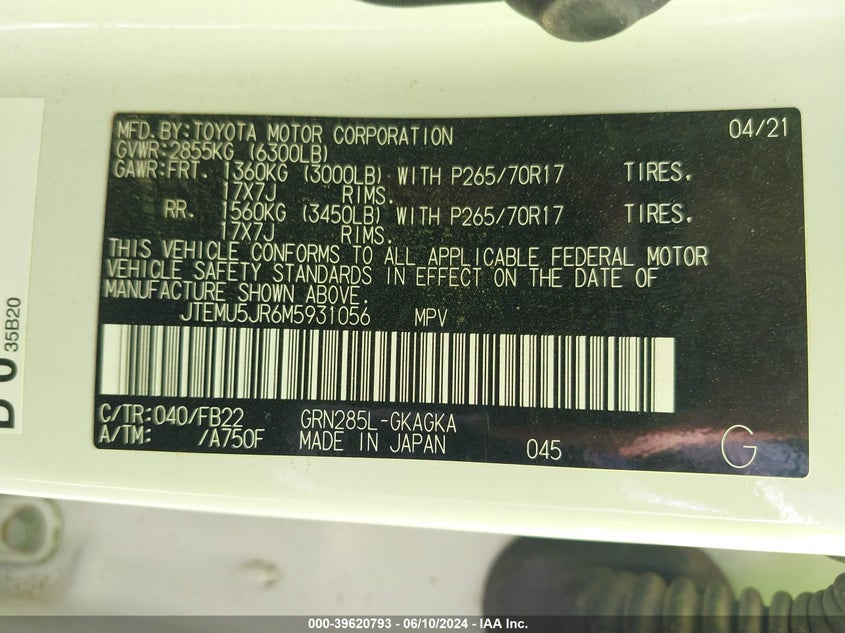 MFD. BY: TOYOTA MOTOR CORPORATION 04/21
GVWR: 2855KG (6300LB)
GAWR: FRT. 1360KG (3000LB) WITH P265/70R17 TIRES,
17X7J RIMS.
RR. 1560KG (3450LB) WITH P265/70R17 TIRES,
17X7J RIMS.
THIS VEHICLE CONFORMS TO ALL APPLICABLE FEDERAL MOTOR
VEHICLE SAFETY STANDARDS IN EFFECT ON THE DATE OF
MANUFACTURE SHOWN ABOVE.
JTEMU5JR6M5931056 MPV
C/TR: 040/FB22 GRN285L-GKAGKA
A/TM: /A750F MADE IN JAPAN 045 G
35B20
000-39620793 - 06/10/2024 - IAA Inc.